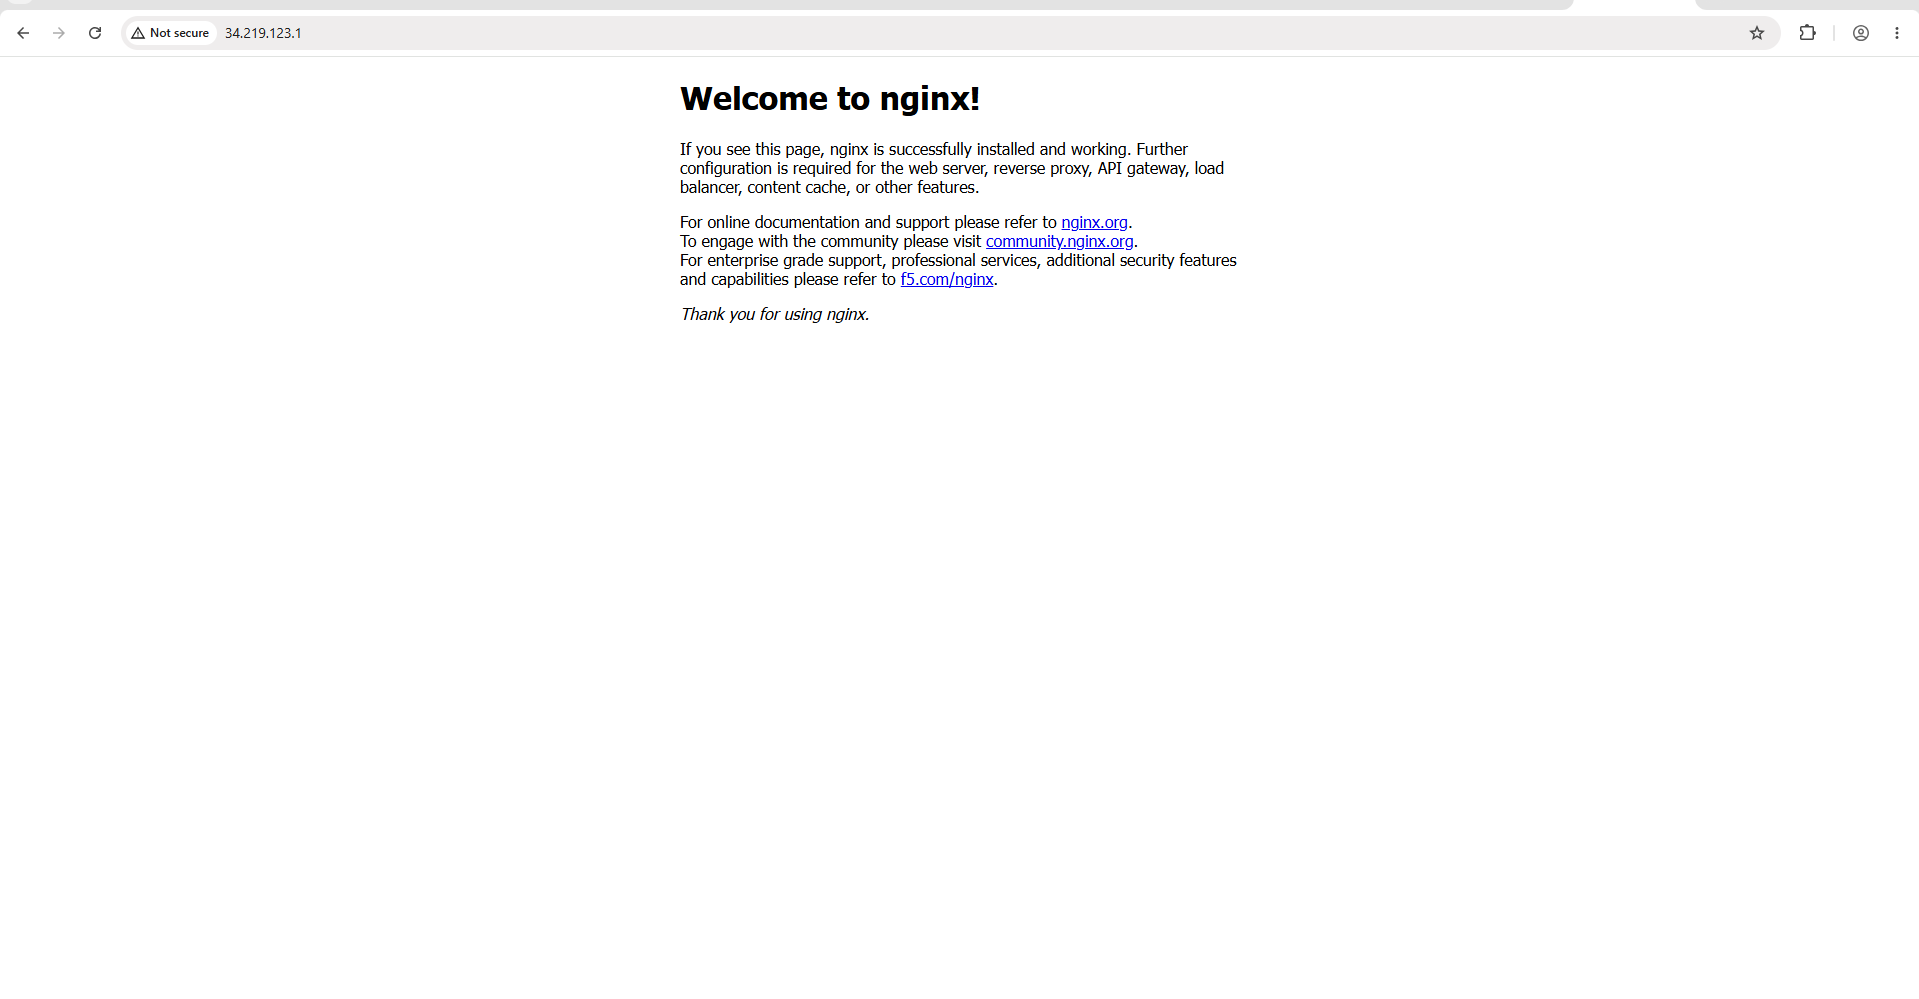 Not secure
34.219.123.1
Welcome to nginx!
If you see this page, nginx is successfully installed and working. Further
configuration is required for the web server, reverse proxy, API gateway, load
balancer, content cache, or other features.
For online documentation and support please refer to nginx.org.
To engage with the community please visit community.nginx.org.
For enterprise grade support, professional services, additional security features
and capabilities please refer to f5.com/nginx.
Thank you for using nginx.